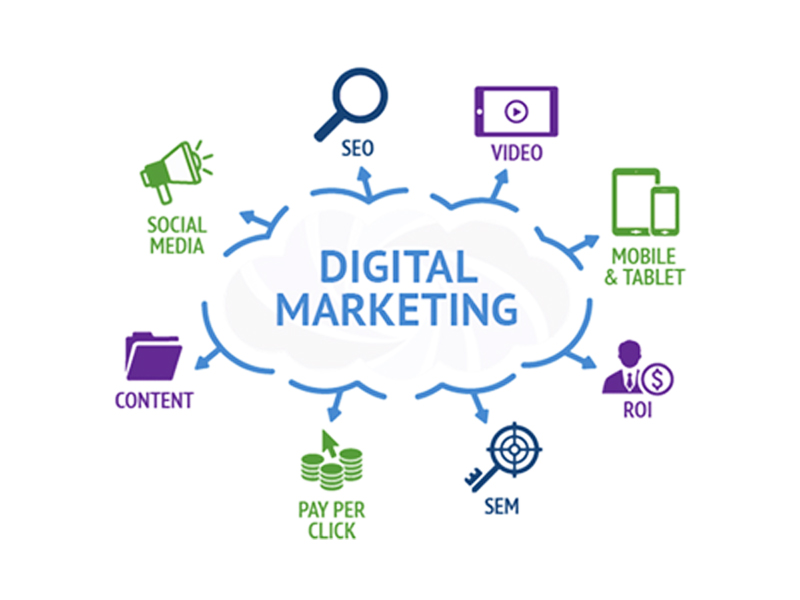 SEO
VIDEO
SOCIAL
MEDIA
MOBILE
& TABLET
DIGITAL
MARKETING
CONTENT
ROI
PAY PER
CLICK
SEM
$